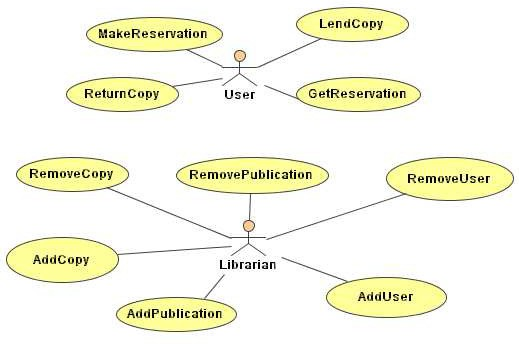 LendCopy
MakeReservation
ReturnCopy
User
GetReservation
RemoveCopy
RemovePublication
RemoveUser
AddCopy
Librarian
AddPublication
AddUser